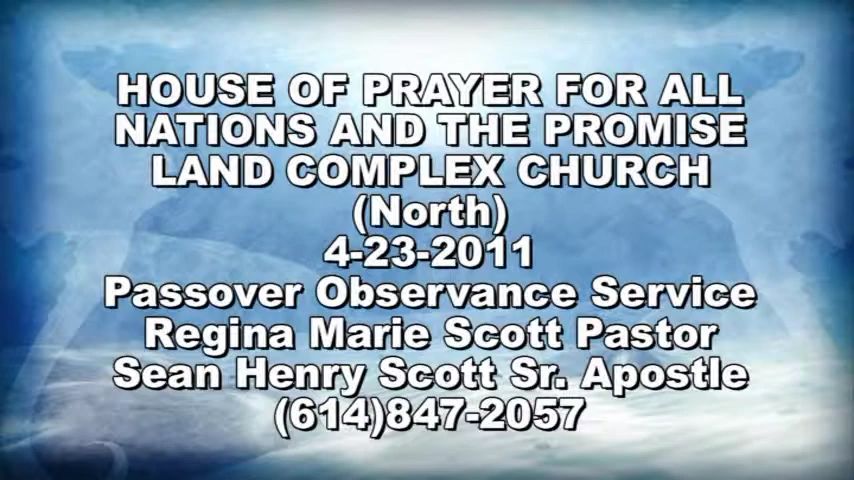 HOUSE OF PRAYER FOR ALL
NATIONS AND THE PROMISE
LAND COMPLEX CHURCH
(North)
4-23-2011
Passover Observance Service
Regina Marie Scott Pastor
Sean Henry Scott Sr. Apostle
(614)847-2057